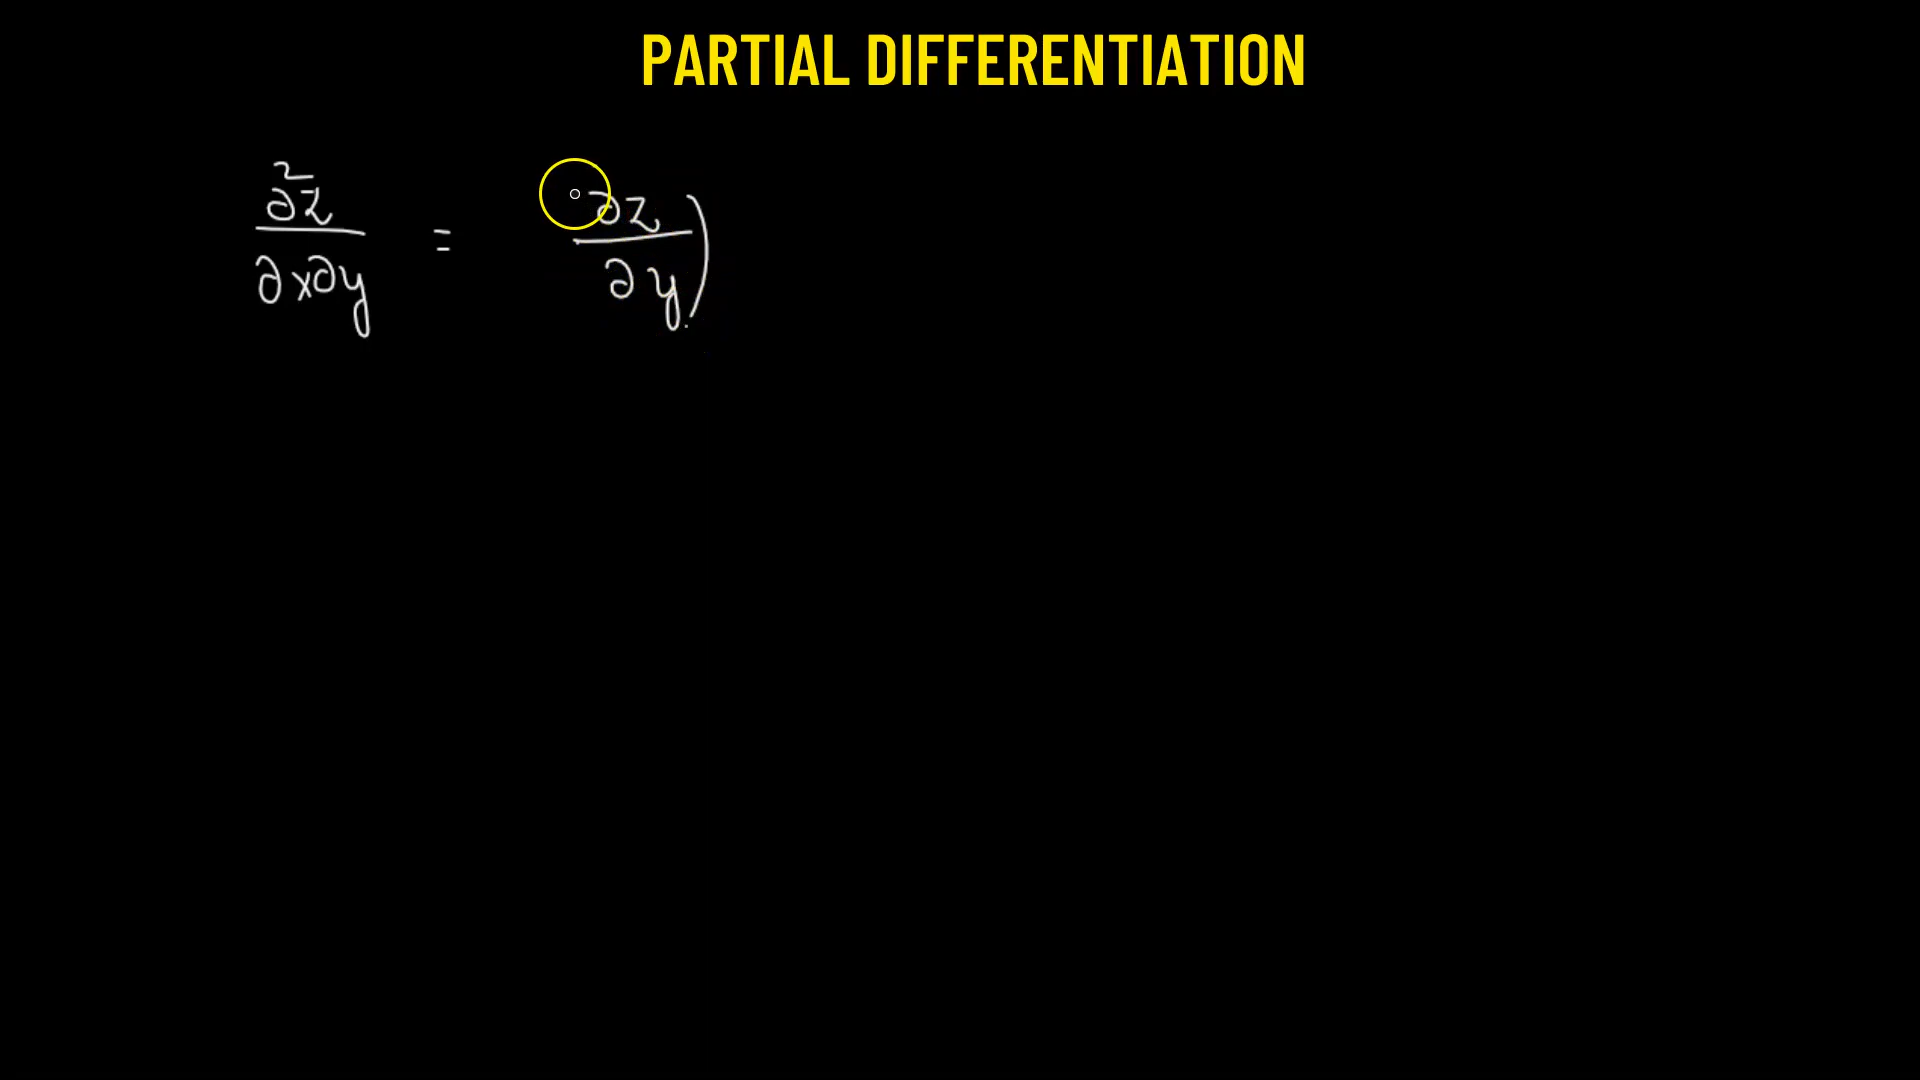 PARTIAL DIFFERENTIATION
∂²z/∂x∂y = ∂z/∂y)